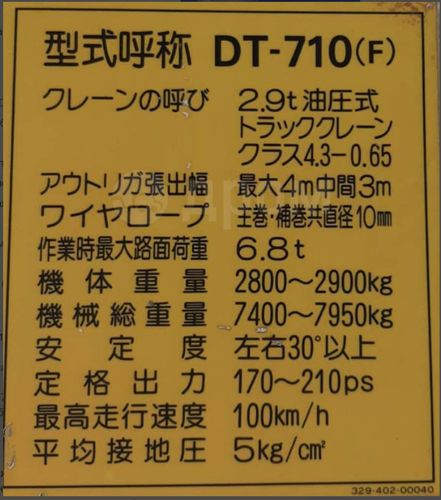 型式呼称 DT-710(F)
クレーンの呼び 2.9t油圧式
トラッククレーン
クラス4.3-0.65
アウトリガ張出幅 最大4m中間3m
ワイヤロープ 主巻·補巻共直径10mm
作業時最大路面荷重 6.8t
機体重量 2800〜2900kg
機械総重量 7400〜7950kg
安定度 左右30°以上
定格出力 170〜210ps
最高走行速度 100km/h
平均接地圧 5kg/cm²
329-402-00040